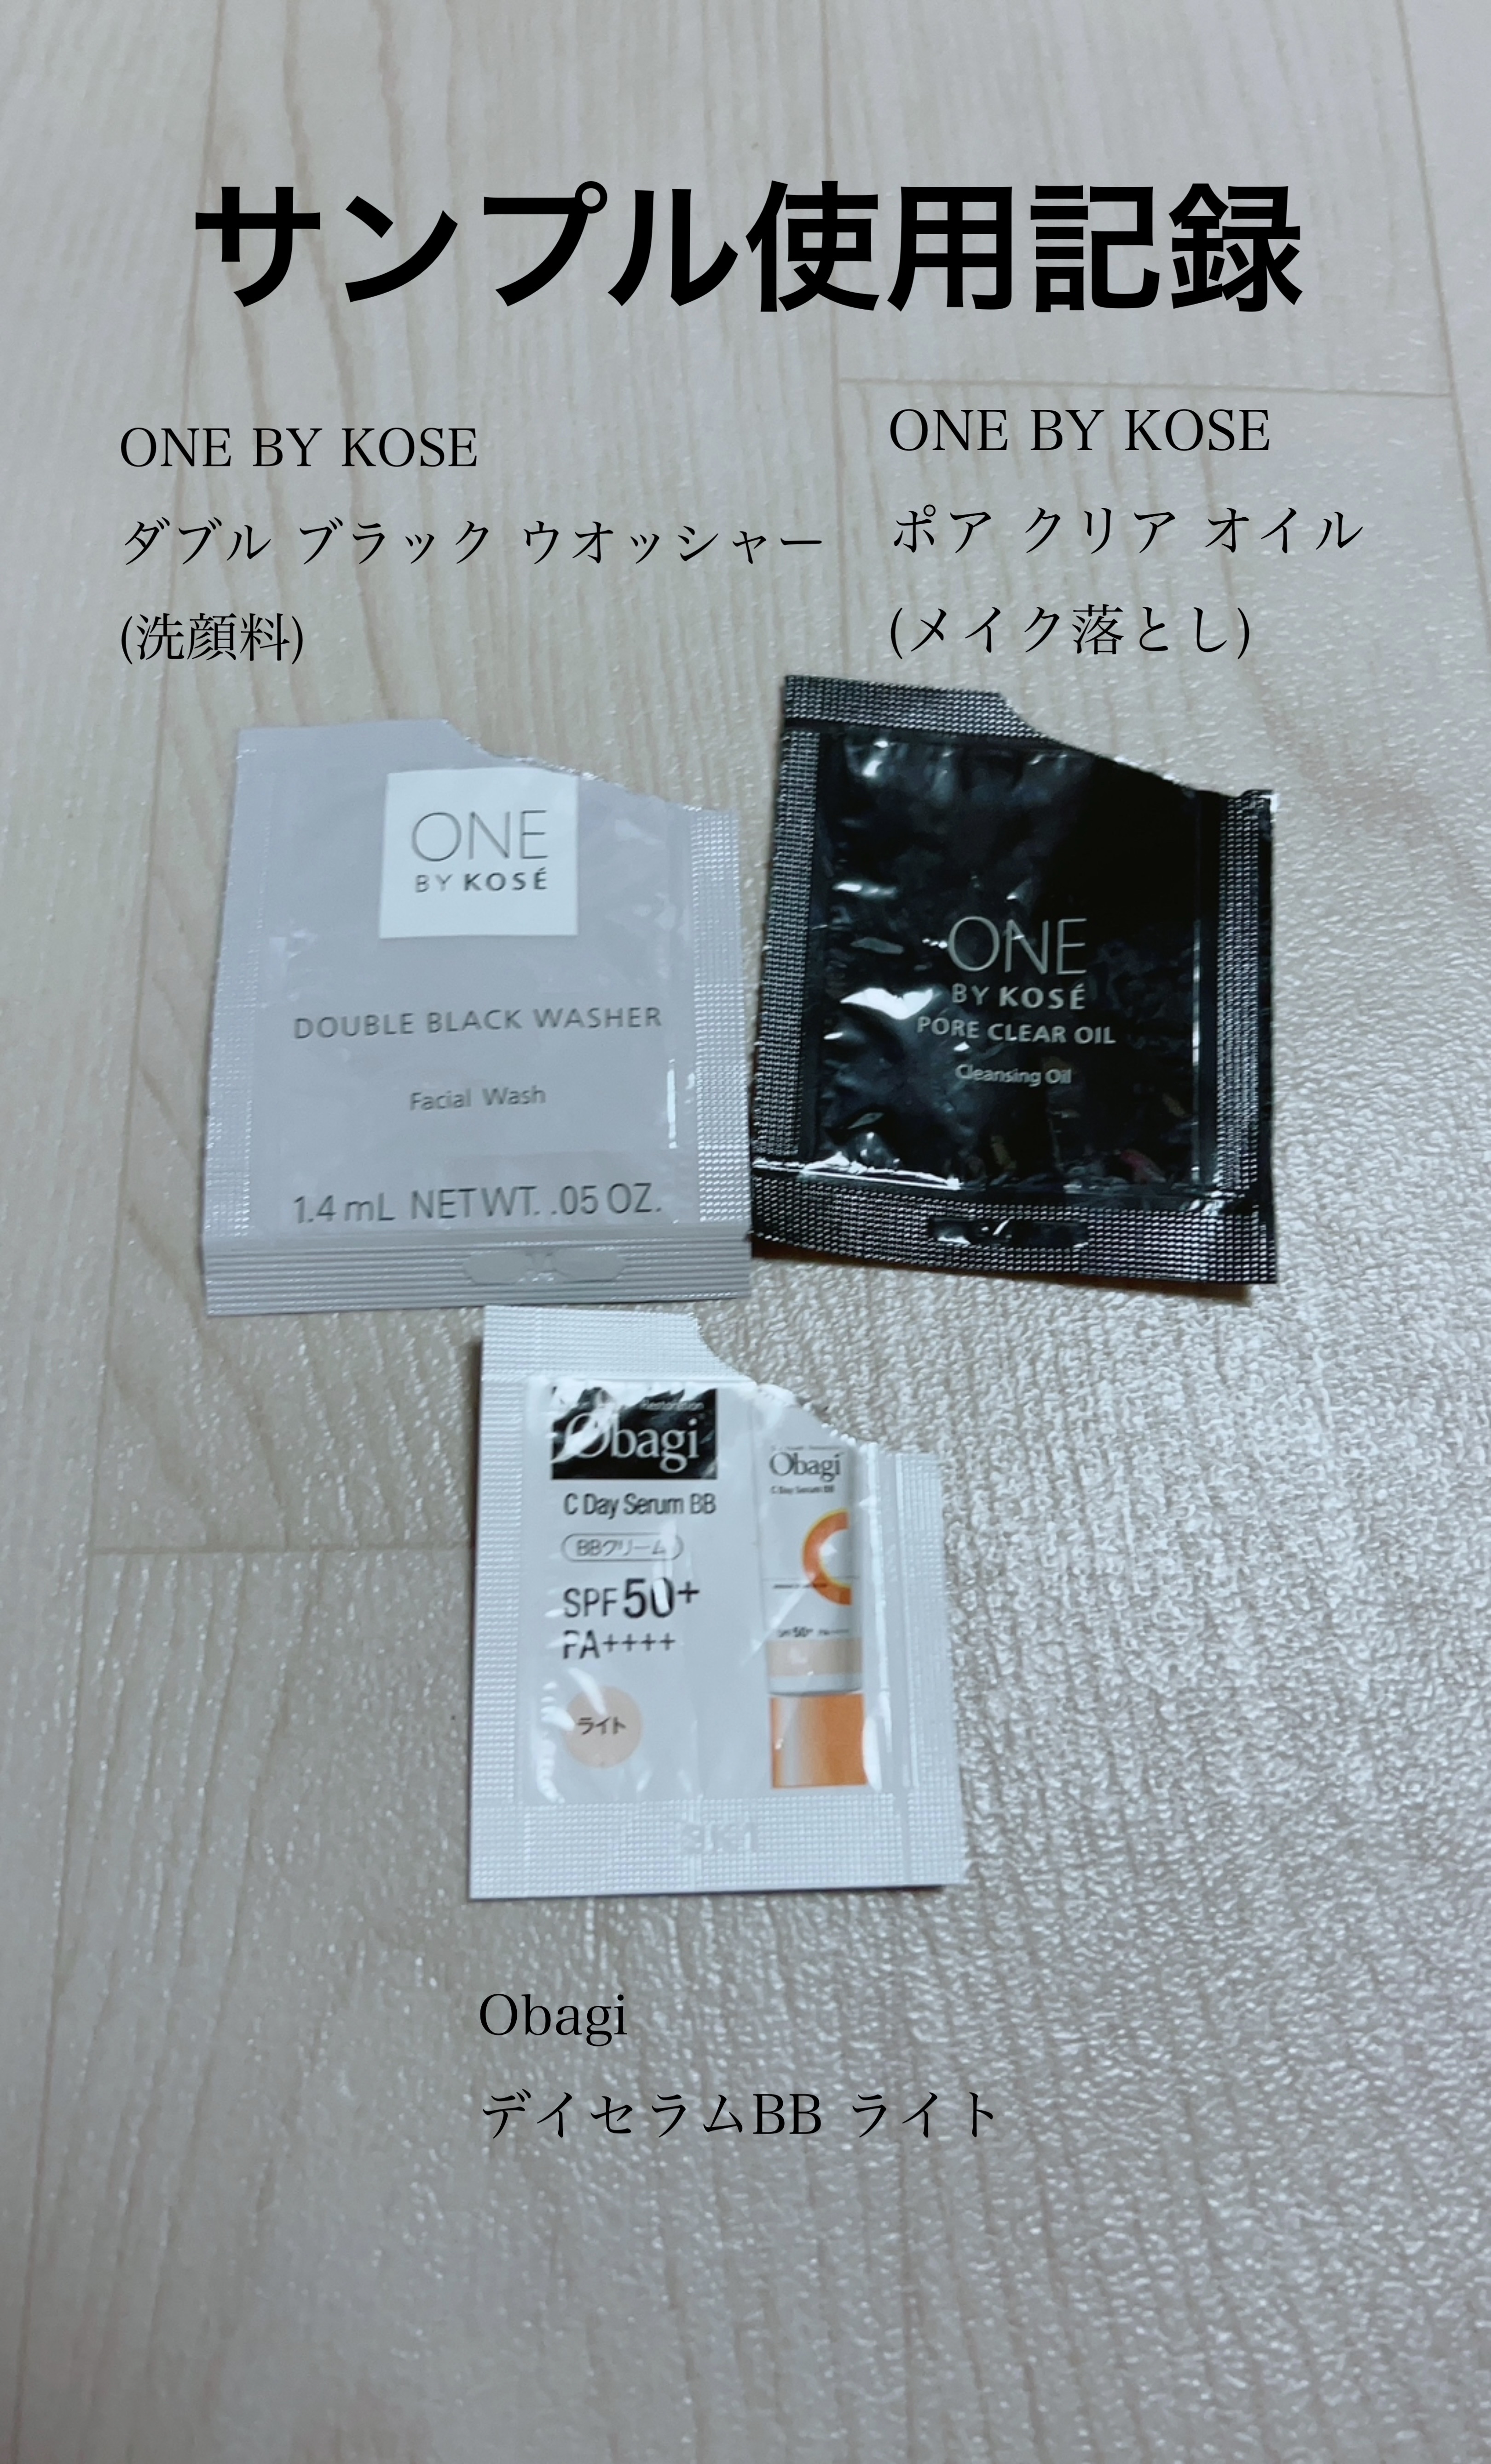 サンプル使用記録
ONE BY KOSE
ダブル ブラック ウオッシャー
(洗顔料)
ONE BY KOSE
ポア クリア オイル
(メイク落とし)
ONE
BY KOSÉ
DOUBLE BLACK WASHER
Facial Wash
1.4 mL NET WT. .05 OZ.
ONE
BY KOSÉ
PORE CLEAR OIL
Cleansing Oil
Restoration
Obagi
C Day Serum BB
BBクリーム
SPF50+
PA++++
ライト
Obagi
C Day Serum BB
50+
Obagi
デイセラムBB ライト